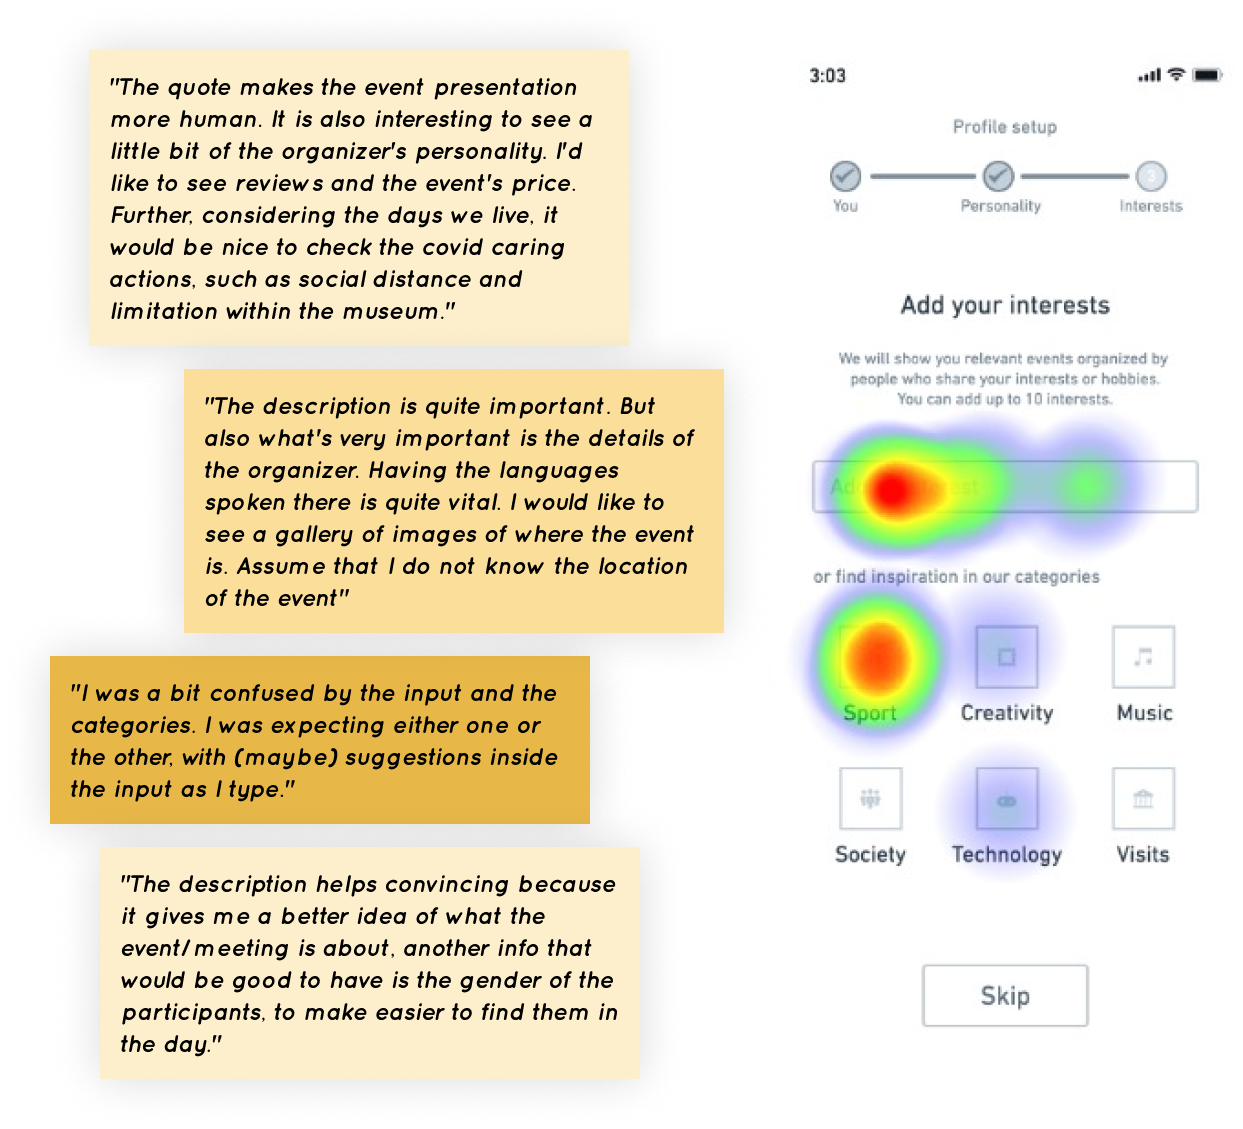 "The quote makes the event presentation
more human. It is also interesting to see a
little bit of the organizer's personality. I'd
like to see reviews and the event's price.
Further, considering the days we live, it
would be nice to check the covid caring
actions, such as social distance and
limitation within the museum."
"The description is quite important. But
also what's very important is the details of
the organizer. Having the languages
spoken there is quite vital. I would like to
see a gallery of images of where the event
is. Assume that I do not know the location
of the event"
"I was a bit confused by the input and the
categories. I was expecting either one or
the other, with (maybe) suggestions inside
the input as I type."
"The description helps convincing because
it gives me a better idea of what the
event/meeting is about, another info that
would be good to have is the gender of the
participants, to make easier to find them in
the day."
3:03
Profile setup
3
You Personality Interests
Add your interests
We will show you relevant events organized by
people who share your interests or hobbies.
You can add up to 10 interests.
or find inspiration in our categories
Sport Creativity Music
Society Technology Visits
Skip